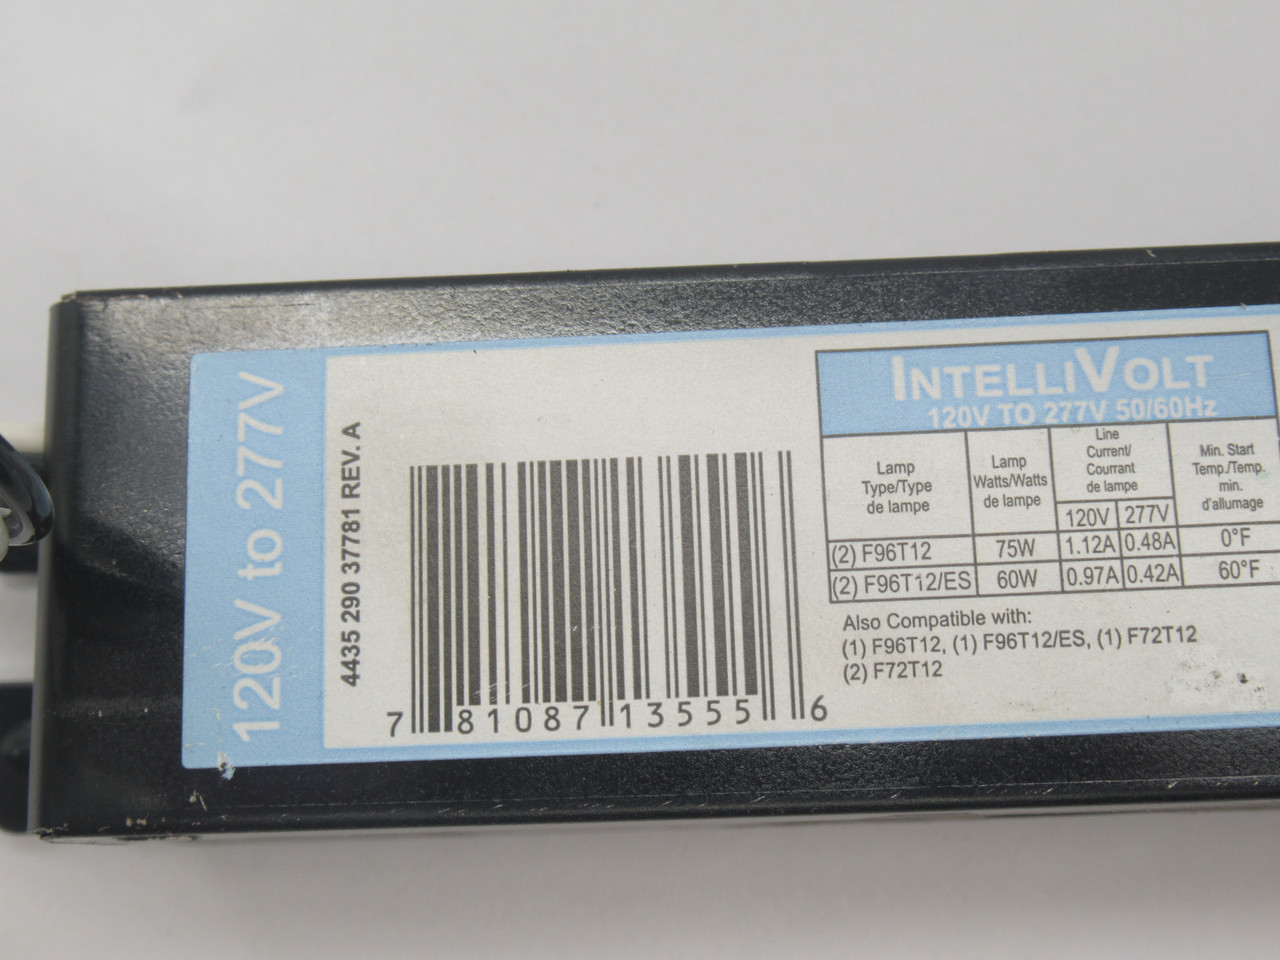 120V to 277V
4435 290 37781 REV. A
7 81087 13555 6
INTELLIVOLT
120V TO 277V 50/60Hz
Lamp
Type/Type
de lampe
Lamp
Watts/Watts
de lampe
Line
Current/
Courrant
de lampe
120V 277V
Min. Start
Temp./Temp.
min.
d'allumage
(2) F96T12 75W 1.12A 0.48A 0°F
(2) F96T12/ES 60W 0.97A 0.42A 60°F
Also Compatible with:
(1) F96T12, (1) F96T12/ES, (1) F72T12
(2) F72T12